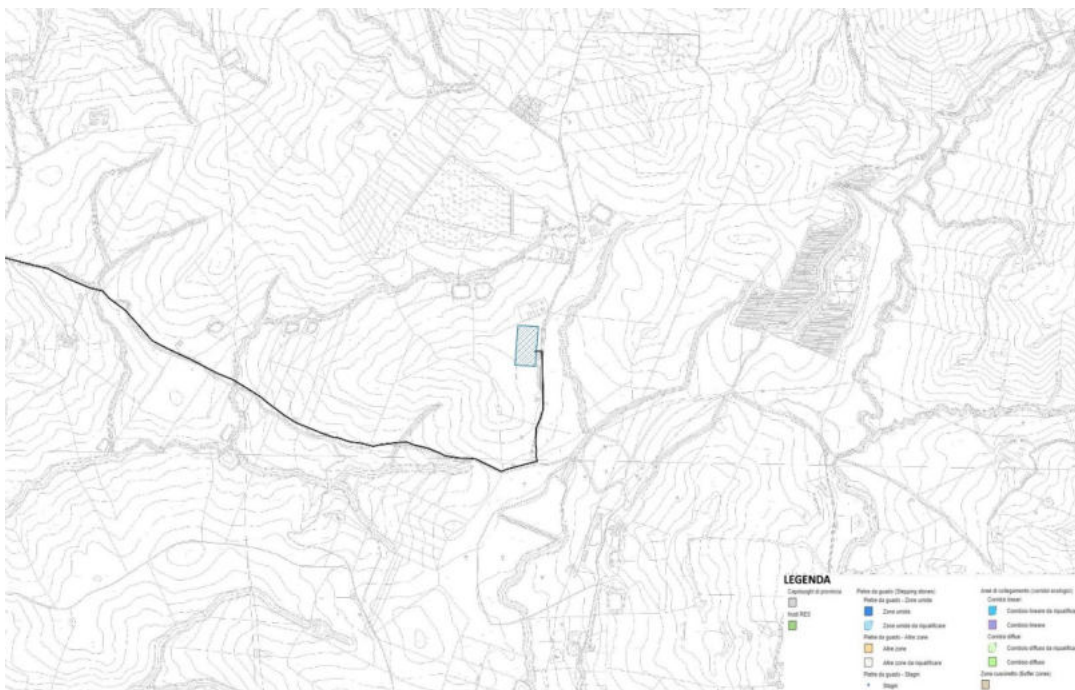 LEGENDA
Capoluoghi di provincia
Nodi RES
Pietre da guado (Stepping stones)
Pietre da guado - Zone umide
Zone umide
Zone umide da riqualificare
Pietre da guado - Altre zone
Altre zone
Altre zone da riqualificare
Pietre da guado - Stagni
Stagni
Aree di collegamento (corridoi ecologici)
Corridoi lineari
Corridoio lineare da riqualificare
Corridoio lineare
Corridoi diffusi
Corridoio diffuso da riqualificare
Corridoio diffuso
Zone cuscinetto (Buffer zones)